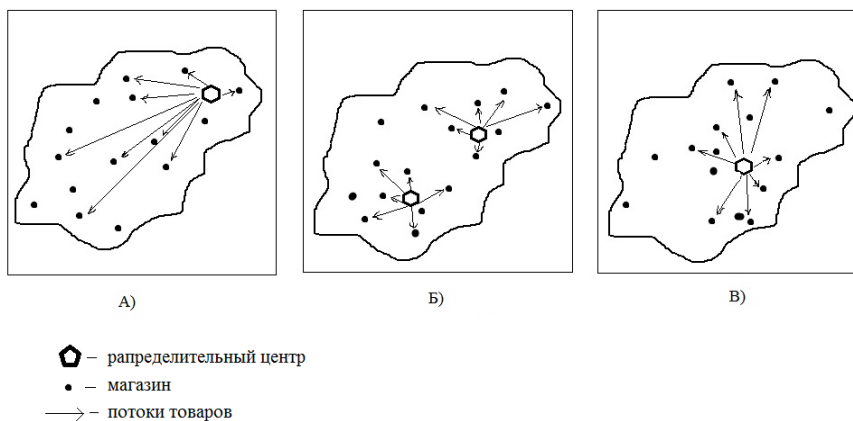 А)
Б)
В)
– рапределительный центр
– магазин
– потоки товаров